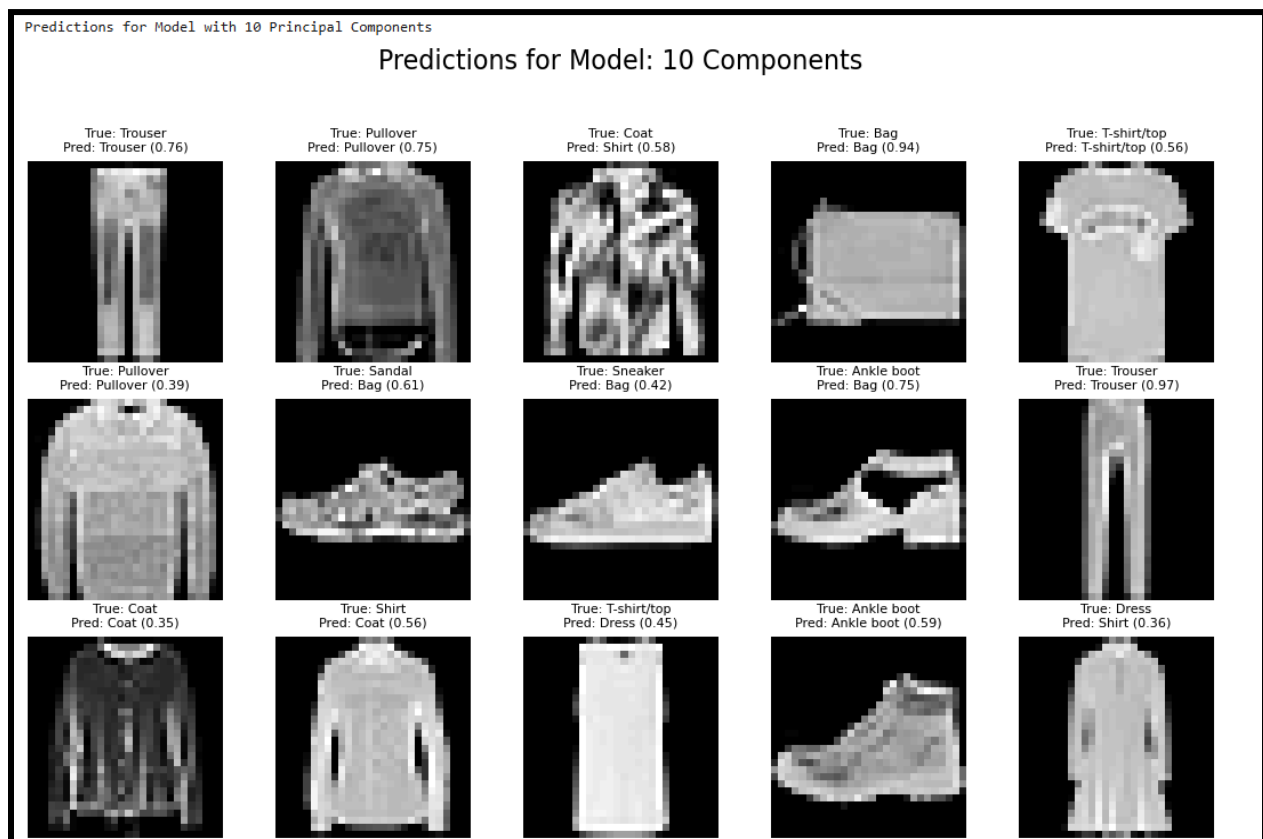 Predictions for Model with 10 Principal Components
Predictions for Model: 10 Components
True: Trouser
Pred: Trouser (0.76)
True: Pullover
Pred: Pullover (0.75)
True: Coat
Pred: Shirt (0.58)
True: Bag
Pred: Bag (0.94)
True: T-shirt/top
Pred: T-shirt/top (0.56)
True: Pullover
Pred: Pullover (0.39)
True: Sandal
Pred: Bag (0.61)
True: Sneaker
Pred: Bag (0.42)
True: Ankle boot
Pred: Bag (0.75)
True: Trouser
Pred: Trouser (0.97)
True: Coat
Pred: Coat (0.35)
True: Shirt
Pred: Coat (0.56)
True: T-shirt/top
Pred: Dress (0.45)
True: Ankle boot
Pred: Ankle boot (0.59)
True: Dress
Pred: Shirt (0.36)